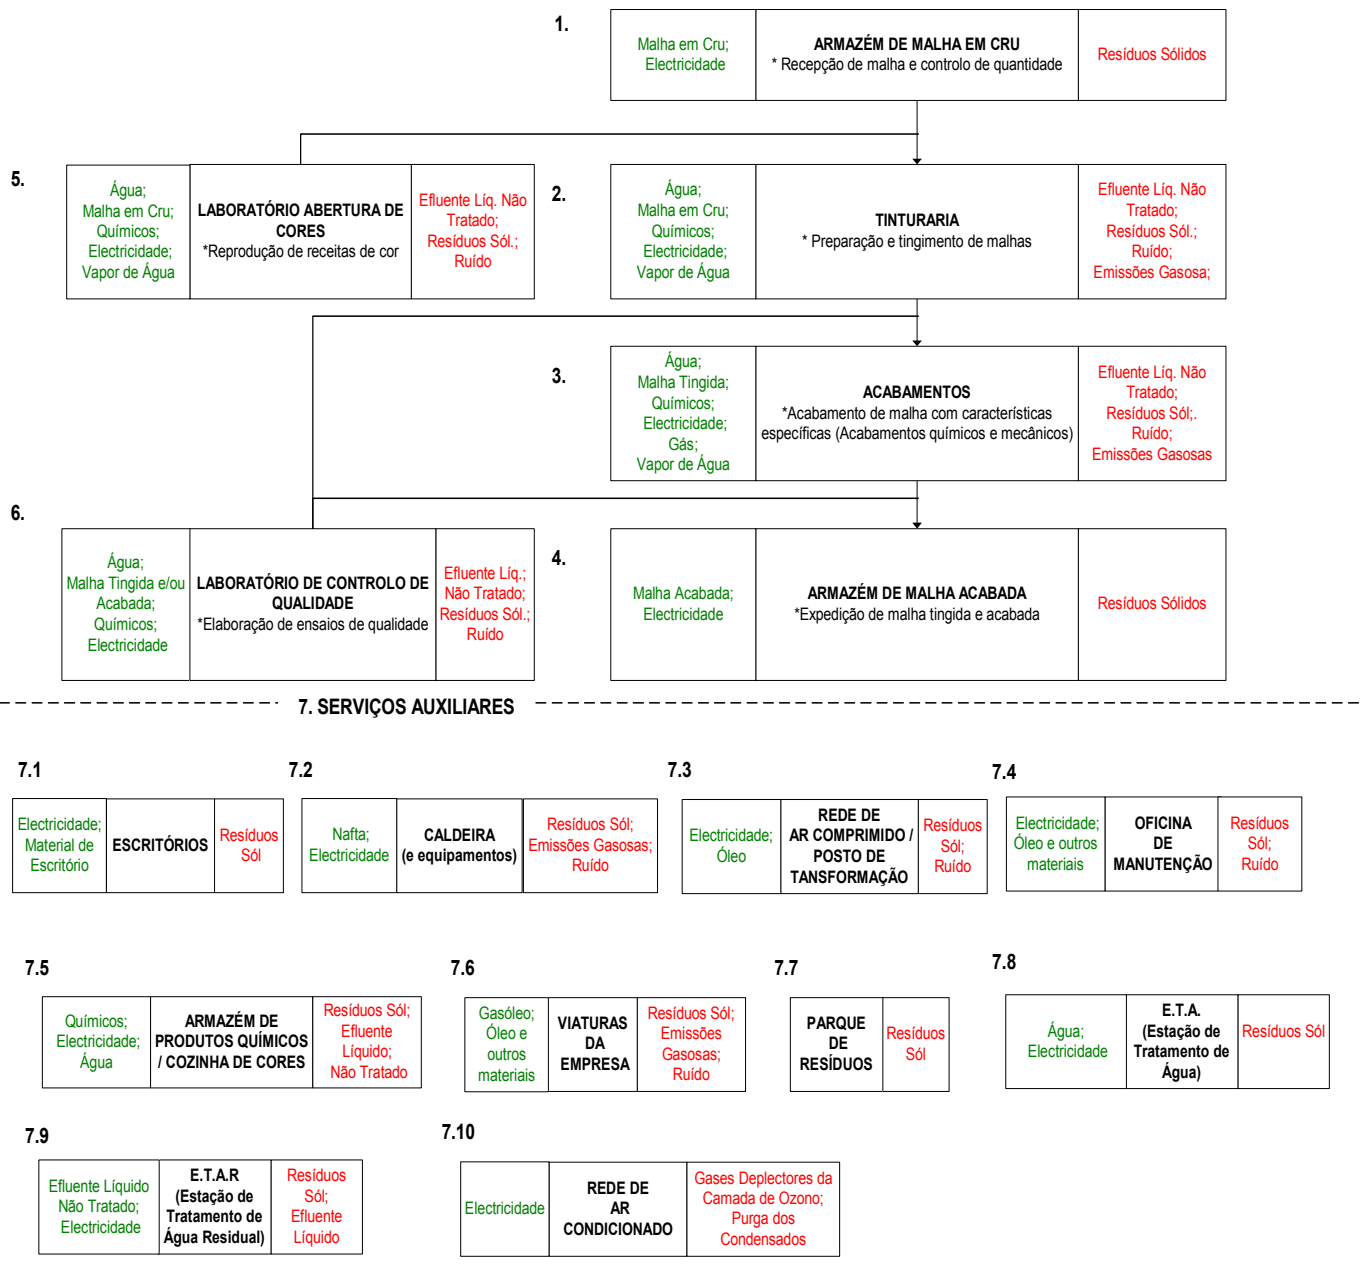 1.
Malha em Cru;
Electricidade
ARMAZÉM DE MALHA EM CRU
* Recepção de malha e controlo de quantidade
Resíduos Sólidos
5.
Água;
Malha em Cru;
Químicos;
Electricidade;
Vapor de Água
LABORATÓRIO ABERTURA DE
CORES
*Reprodução de receitas de cor
Efluente Líq. Não
Tratado;
Resíduos Sól.;
Ruído
2.
Água;
Malha em Cru;
Químicos;
Electricidade;
Vapor de Água
TINTURARIA
* Preparação e tingimento de malhas
Efluente Líq. Não
Tratado;
Resíduos Sól.;
Ruído;
Emissões Gasosa;
3.
Água;
Malha Tingida;
Químicos;
Electricidade;
Gás;
Vapor de Água
ACABAMENTOS
*Acabamento de malha com características
específicas (Acabamentos químicos e mecânicos)
Efluente Líq. Não
Tratado;
Resíduos Sól;.
Ruído;
Emissões Gasosas
6.
Água;
Malha Tingida e/ou
Acabada;
Químicos;
Electricidade
LABORATÓRIO DE CONTROLO DE
QUALIDADE
*Elaboração de ensaios de qualidade
Efluente Líq.;
Não Tratado;
Resíduos Sól.;
Ruído
4.
Malha Acabada;
Electricidade
ARMAZÉM DE MALHA ACABADA
*Expedição de malha tingida e acabada
Resíduos Sólidos
7. SERVIÇOS AUXILIARES
7.1
Electricidade;
Material de
Escritório
ESCRITÓRIOS
Resíduos
Sól
7.2
Nafta;
Electricidade
CALDEIRA
(e equipamentos)
Resíduos Sól;
Emissões Gasosas;
Ruído
7.3
Electricidade;
Óleo
REDE DE
AR COMPRIMIDO /
POSTO DE
TANSFORMAÇÃO
Resíduos
Sól;
Ruído
7.4
Electricidade;
Óleo e outros
materiais
OFICINA
DE
MANUTENÇÃO
Resíduos
Sól;
Ruído
7.5
Químicos;
Electricidade;
Água
ARMAZÉM DE
PRODUTOS QUÍMICOS
/ COZINHA DE CORES
Resíduos Sól;
Efluente
Líquido;
Não Tratado
7.6
Gasóleo;
Óleo e
outros
materiais
VIATURAS
DA
EMPRESA
Resíduos Sól;
Emissões
Gasosas;
Ruído
7.7
PARQUE
DE
RESÍDUOS
Resíduos
Sól
7.8
Água;
Electricidade
E.T.A.
(Estação de
Tratamento de
Água)
Resíduos Sól
7.9
Efluente Líquido
Não Tratado;
Electricidade
E.T.A.R
(Estação de
Tratamento de
Água Residual)
Resíduos
Sól;
Efluente
Líquido
7.10
Electricidade
REDE DE
AR
CONDICIONADO
Gases Deplectores da
Camada de Ozono;
Purga dos
Condensados